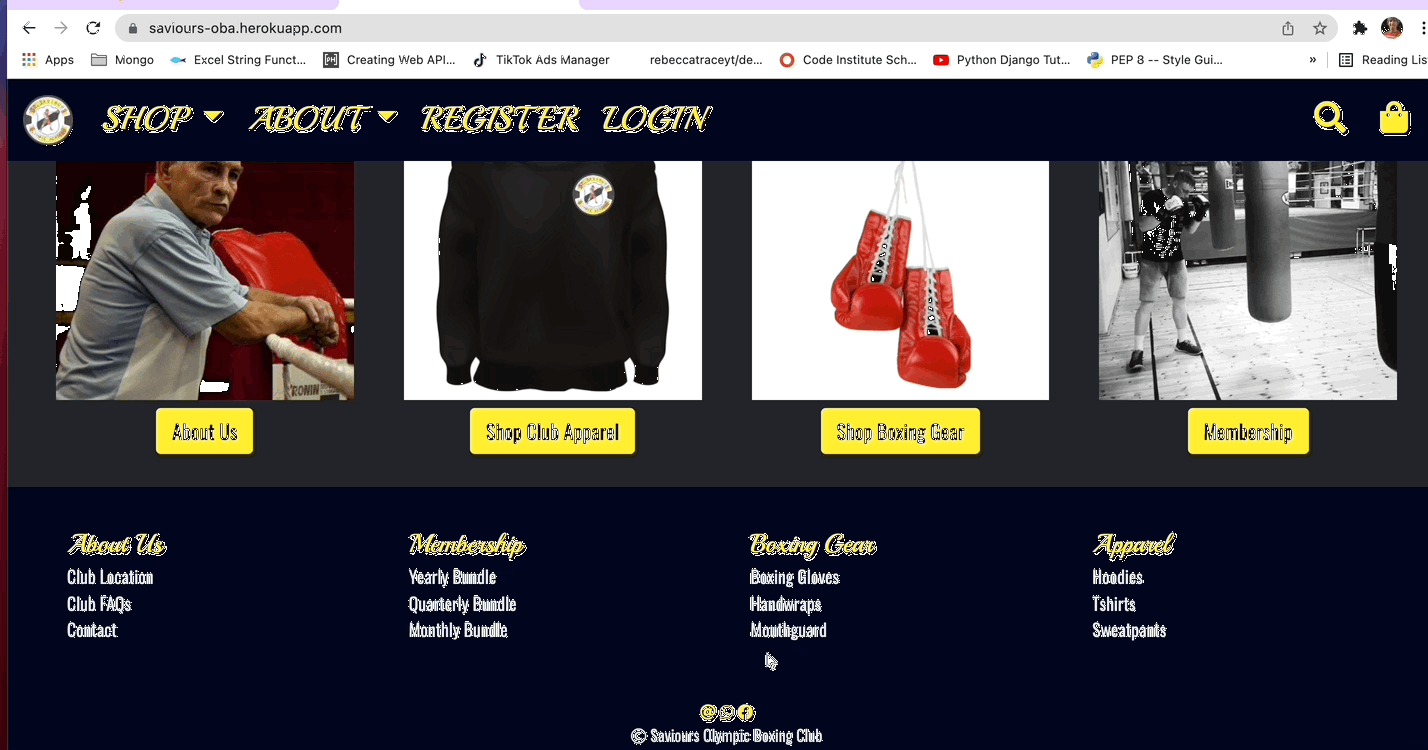 saviours-oba.herokuapp.com
Apps Mongo Excel String Funct... Creating Web API... TikTok Ads Manager rebeccatraceyt/de... Code Institute Sch... Python Django Tut... PEP 8 -- Style Gui... » Reading Lis
SHOP ABOUT REGISTER LOGIN
RONIN
About Us Shop Club Apparel Shop Boxing Gear Membership
About Us Membership Boxing Gear Apparel
Club Location Yearly Bundle Boxing Gloves Hoodies
Club FAQs Quarterly Bundle Handwraps Tshirts
Contact Monthly Bundle Mouthguard Sweatpants
© Saviours Olympic Boxing Club